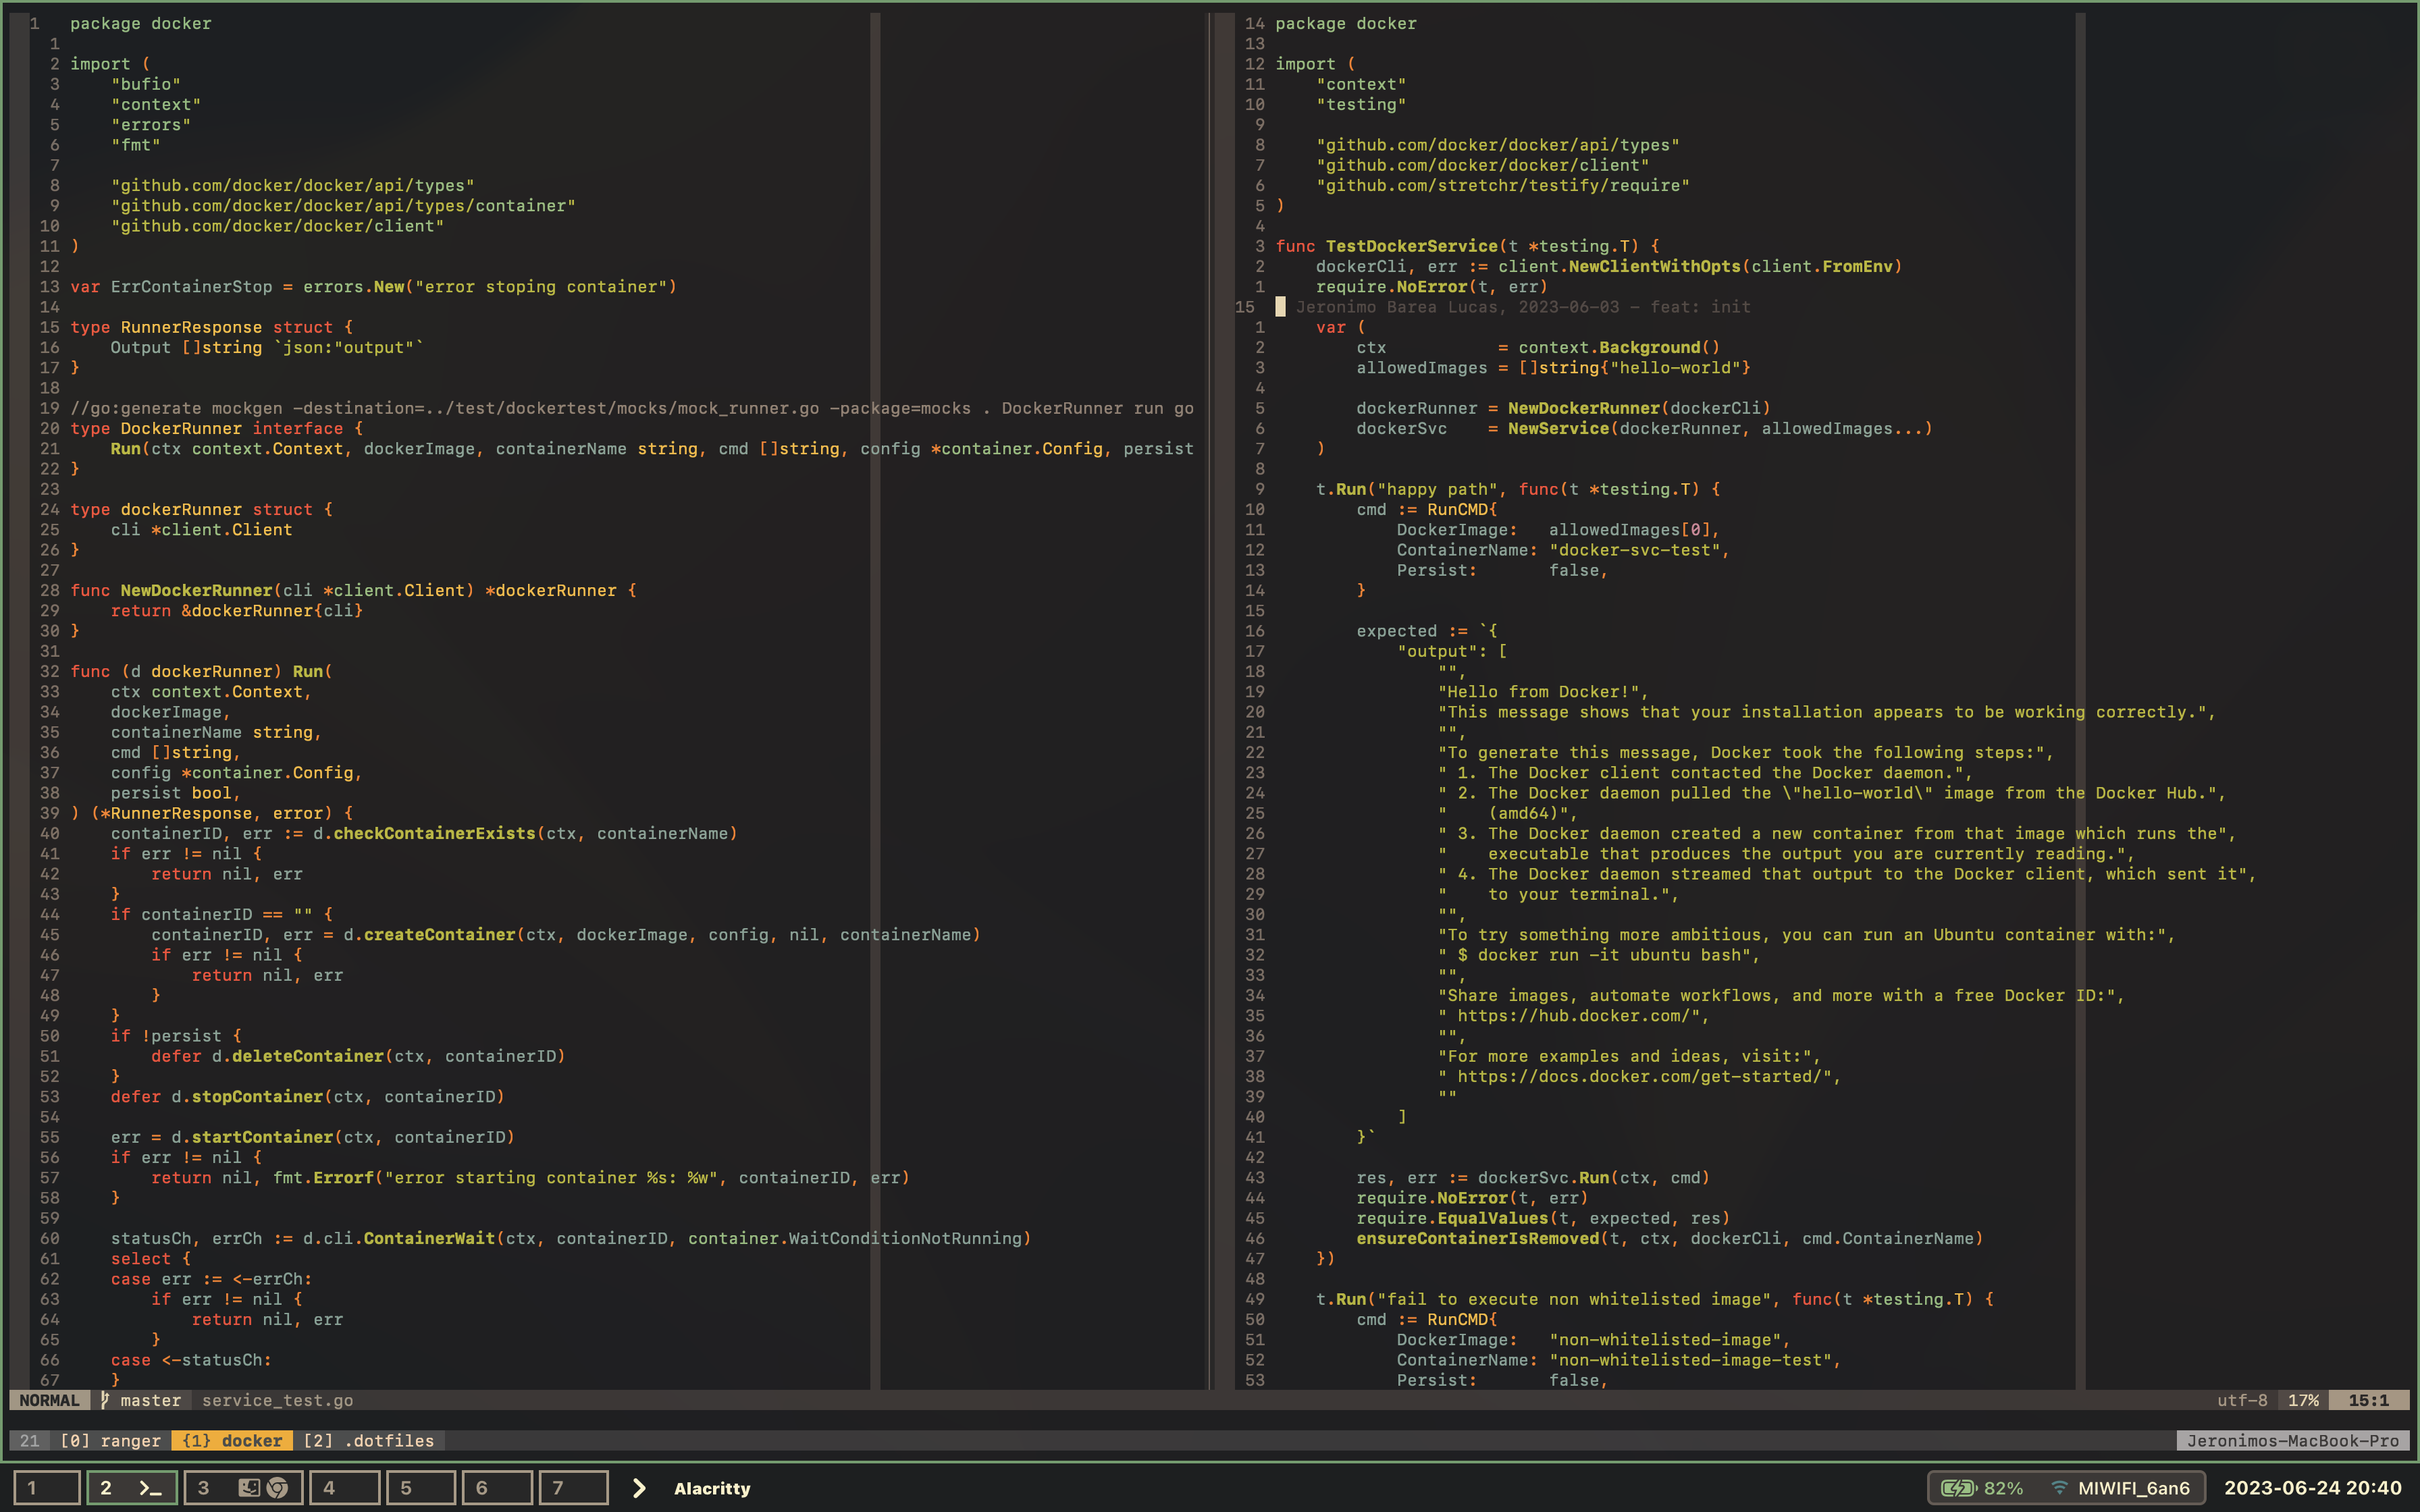 1   package docker
  1
  2 import (
  3     "bufio"
  4     "context"
  5     "errors"
  6     "fmt"
  7
  8     "github.com/docker/docker/api/types"
  9     "github.com/docker/docker/api/types/container"
 10     "github.com/docker/docker/client"
 11 )
 12
 13 var ErrContainerStop = errors.New("error stoping container")
 14
 15 type RunnerResponse struct {
 16     Output []string `json:"output"`
 17 }
 18
 19 //go:generate mockgen -destination=../test/dockertest/mocks/mock_runner.go -package=mocks . DockerRunner run go
 20 type DockerRunner interface {
 21     Run(ctx context.Context, dockerImage, containerName string, cmd []string, config *container.Config, persist
 22 }
 23
 24 type dockerRunner struct {
 25     cli *client.Client
 26 }
 27
 28 func NewDockerRunner(cli *client.Client) *dockerRunner {
 29     return &dockerRunner{cli}
 30 }
 31
 32 func (d dockerRunner) Run(
 33     ctx context.Context,
 34     dockerImage,
 35     containerName string,
 36     cmd []string,
 37     config *container.Config,
 38     persist bool,
 39 ) (*RunnerResponse, error) {
 40     containerID, err := d.checkContainerExists(ctx, containerName)
 41     if err != nil {
 42         return nil, err
 43     }
 44     if containerID == "" {
 45         containerID, err = d.createContainer(ctx, dockerImage, config, nil, containerName)
 46         if err != nil {
 47             return nil, err
 48         }
 49     }
 50     if !persist {
 51         defer d.deleteContainer(ctx, containerID)
 52     }
 53     defer d.stopContainer(ctx, containerID)
 54
 55     err = d.startContainer(ctx, containerID)
 56     if err != nil {
 57         return nil, fmt.Errorf("error starting container %s: %w", containerID, err)
 58     }
 59
 60     statusCh, errCh := d.cli.ContainerWait(ctx, containerID, container.WaitConditionNotRunning)
 61     select {
 62     case err := <-errCh:
 63         if err != nil {
 64             return nil, err
 65         }
 66     case <-statusCh:
 67     }
 14 package docker
 13
 12 import (
 11     "context"
 10     "testing"
  9
  8     "github.com/docker/docker/api/types"
  7     "github.com/docker/docker/client"
  6     "github.com/stretchr/testify/require"
  5 )
  4
  3 func TestDockerService(t *testing.T) {
  2     dockerCli, err := client.NewClientWithOpts(client.FromEnv)
  1     require.NoError(t, err)
15    Jeronimo Barea Lucas, 2023-06-03 - feat: init
  1     var (
  2         ctx           = context.Background()
  3         allowedImages = []string{"hello-world"}
  4
  5         dockerRunner = NewDockerRunner(dockerCli)
  6         dockerSvc    = NewService(dockerRunner, allowedImages...)
  7     )
  8
  9     t.Run("happy path", func(t *testing.T) {
 10         cmd := RunCMD{
 11             DockerImage:   allowedImages[0],
 12             ContainerName: "docker-svc-test",
 13             Persist:       false,
 14         }
 15
 16         expected := `{
 17             "output": [
 18                 "",
 19                 "Hello from Docker!",
 20                 "This message shows that your installation appears to be working correctly.",
 21                 "",
 22                 "To generate this message, Docker took the following steps:",
 23                 " 1. The Docker client contacted the Docker daemon.",
 24                 " 2. The Docker daemon pulled the \"hello-world\" image from the Docker Hub.",
 25                 "    (amd64)",
 26                 " 3. The Docker daemon created a new container from that image which runs the",
 27                 "    executable that produces the output you are currently reading.",
 28                 " 4. The Docker daemon streamed that output to the Docker client, which sent it",
 29                 "    to your terminal.",
 30                 "",
 31                 "To try something more ambitious, you can run an Ubuntu container with:",
 32                 " $ docker run -it ubuntu bash",
 33                 "",
 34                 "Share images, automate workflows, and more with a free Docker ID:",
 35                 " https://hub.docker.com/",
 36                 "",
 37                 "For more examples and ideas, visit:",
 38                 " https://docs.docker.com/get-started/",
 39                 ""
 40             ]
 41         }`
 42
 43         res, err := dockerSvc.Run(ctx, cmd)
 44         require.NoError(t, err)
 45         require.EqualValues(t, expected, res)
 46         ensureContainerIsRemoved(t, ctx, dockerCli, cmd.ContainerName)
 47     })
 48
 49     t.Run("fail to execute non whitelisted image", func(t *testing.T) {
 50         cmd := RunCMD{
 51             DockerImage:   "non-whitelisted-image",
 52             ContainerName: "non-whitelisted-image-test",
 53             Persist:       false,
NORMAL master service_test.go utf-8 17% 15:1
21 [0] ranger {1} docker [2] .dotfiles Jeronimos-MacBook-Pro
1 2 >_ 3 4 5 6 7 Alacritty 82% MIWIFI_6an6 2023-06-24 20:40